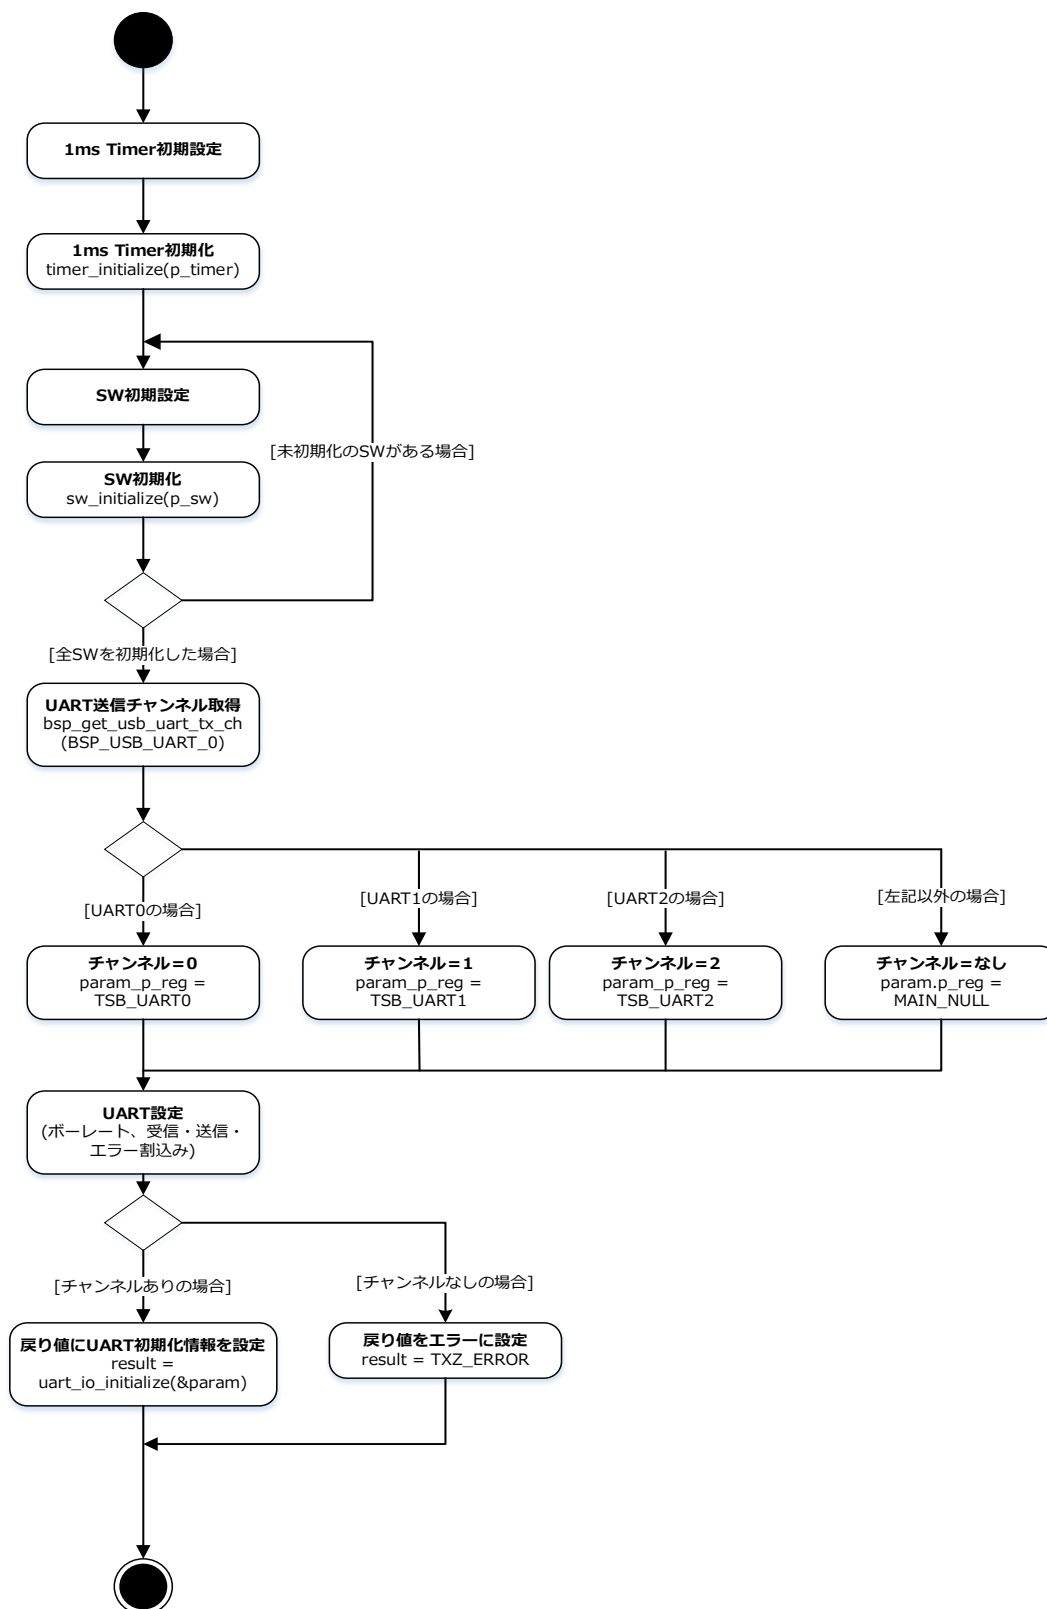 1ms Timer初期設定
1ms Timer初期化
timer_initialize(p_timer)
SW初期設定
[未初期化のSWがある場合]
SW初期化
sw_initialize(p_sw)
[全SWを初期化した場合]
UART送信チャンネル取得
bsp_get_usb_uart_tx_ch
(BSP_USB_UART_0)
[UART0の場合]
[UART1の場合]
[UART2の場合]
[左記以外の場合]
チャンネル=0
param_p_reg =
TSB_UART0
チャンネル=1
param_p_reg =
TSB_UART1
チャンネル=2
param_p_reg =
TSB_UART2
チャンネル=なし
param.p_reg =
MAIN_NULL
UART設定
(ボーレート、受信・送信・
エラー割込み)
[チャンネルありの場合]
[チャンネルなしの場合]
戻り値にUART初期化情報を設定
result =
uart_io_initialize(&param)
戻り値をエラーに設定
result = TXZ_ERROR